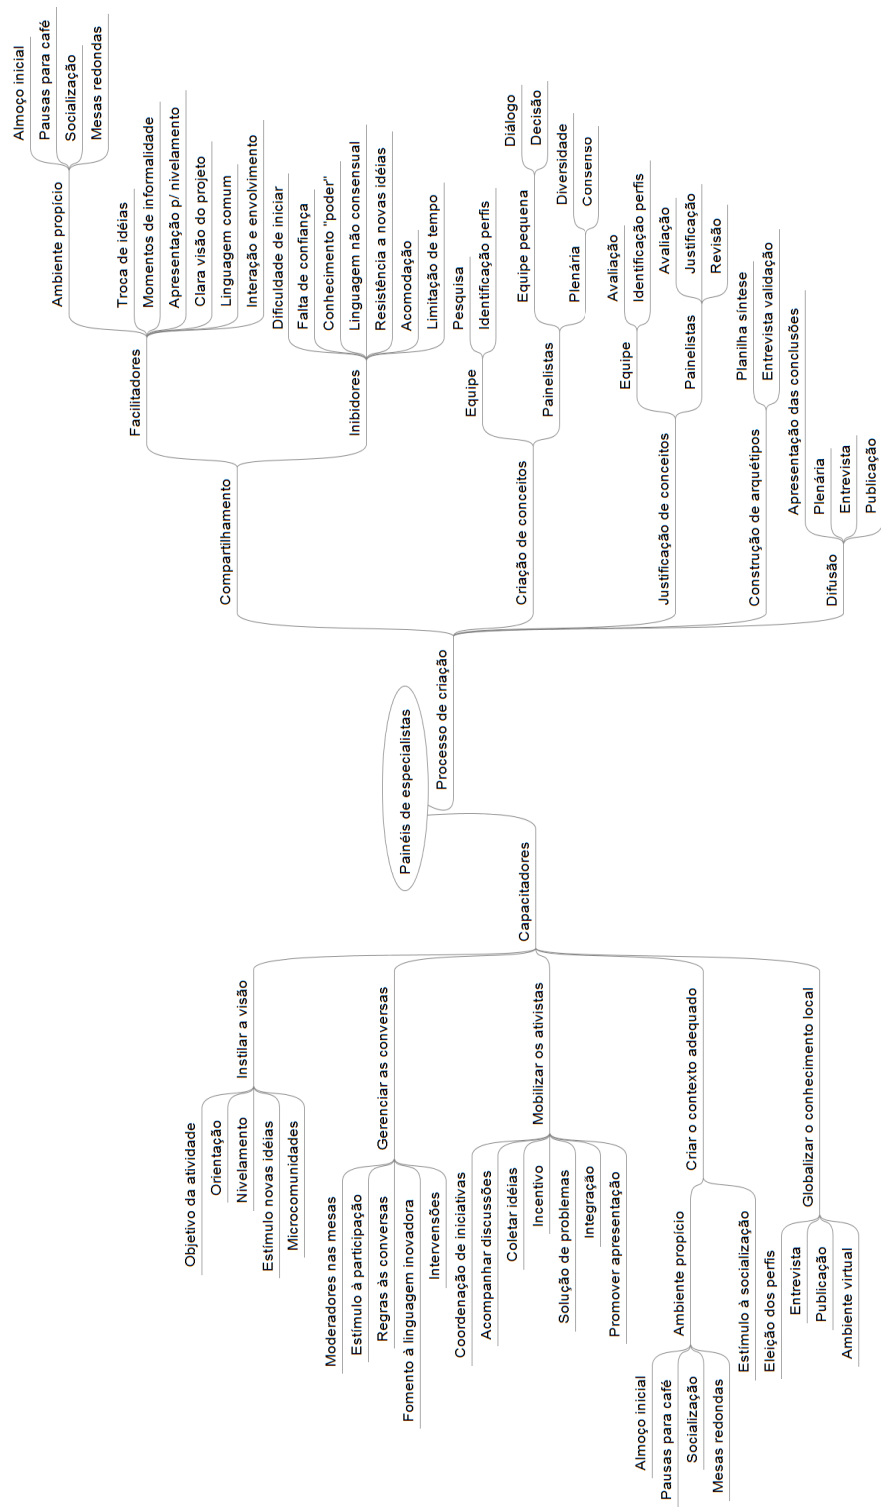 Painéis de especialistas
Capacitadores
Instilar a visão
Objetivo da atividade
Orientação
Nivelamento
Estímulo novas idéias
Microcomunidades
Gerenciar as conversas
Moderadores nas mesas
Estímulo à participação
Regras às conversas
Fomento à linguagem inovadora
Intervensões
Mobilizar os ativistas
Coordenação de iniciativas
Acompanhar discussões
Coletar idéias
Incentivo
Solução de problemas
Integração
Promover apresentação
Criar o contexto adequado
Ambiente propício
Almoço inicial
Pausas para café
Socialização
Mesas redondas
Estímulo à socialização
Globalizar o conhecimento local
Eleição dos perfis
Entrevista
Publicação
Ambiente virtual
Processo de criação
Compartilhamento
Facilitadores
Ambiente propício
Almoço inicial
Pausas para café
Socialização
Mesas redondas
Troca de idéias
Momentos de informalidade
Apresentação p/ nivelamento
Clara visão do projeto
Linguagem comum
Interação e envolvimento
Inibidores
Dificuldade de iniciar
Falta de confiança
Conhecimento "poder"
Linguagem não consensual
Resistência a novas idéias
Acomodação
Limitação de tempo
Criação de conceitos
Equipe
Pesquisa
Identificação perfis
Painelistas
Equipe pequena
Diálogo
Decisão
Plenária
Diversidade
Consenso
Justificação de conceitos
Equipe
Avaliação
Identificação perfis
Painelistas
Avaliação
Justificação
Revisão
Construção de arquétipos
Planilha síntese
Entrevista validação
Difusão
Apresentação das conclusões
Plenária
Entrevista
Publicação